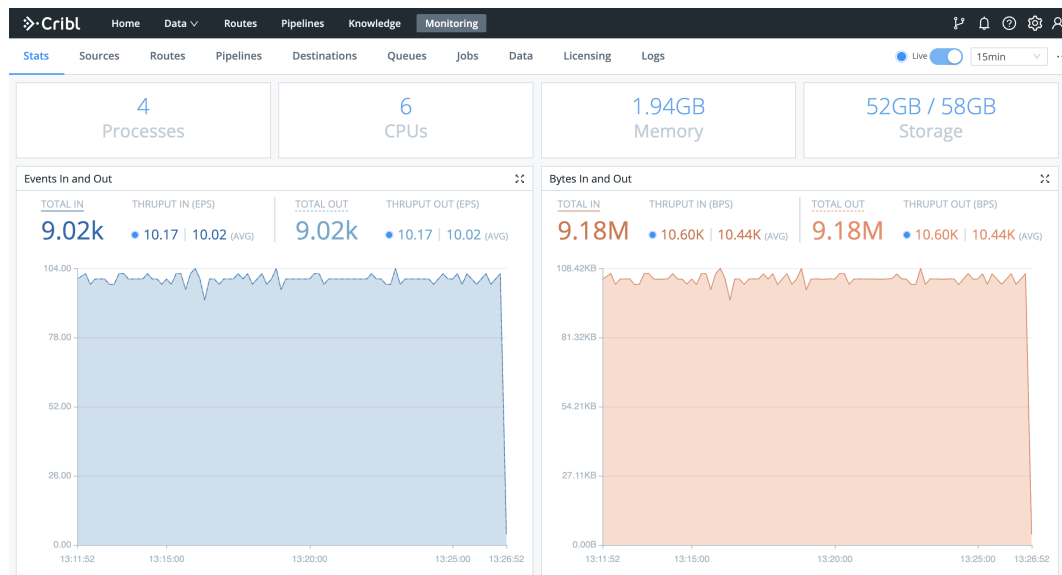 Cribl Home Data Routes Pipelines Knowledge Monitoring
Stats Sources Routes Pipelines Destinations Queues Jobs Data Licensing Logs Live 15min
4
Processes
6
CPUs
1.94GB
Memory
52GB / 58GB
Storage
Events In and Out
TOTAL IN THRUPUT IN (EPS) TOTAL OUT THRUPUT OUT (EPS)
9.02k 10.17 | 10.02 (AVG) 9.02k 10.17 | 10.02 (AVG)
104.00
78.00
52.00
26.00
0.00
13:11:52 13:15:00 13:20:00 13:25:00 13:26:52
Bytes In and Out
TOTAL IN THRUPUT IN (BPS) TOTAL OUT THRUPUT OUT (BPS)
9.18M 10.60K | 10.44K (AVG) 9.18M 10.60K | 10.44K (AVG)
108.42KB
81.32KB
54.21KB
27.11KB
0.00B
13:11:52 13:15:00 13:20:00 13:25:00 13:26:52